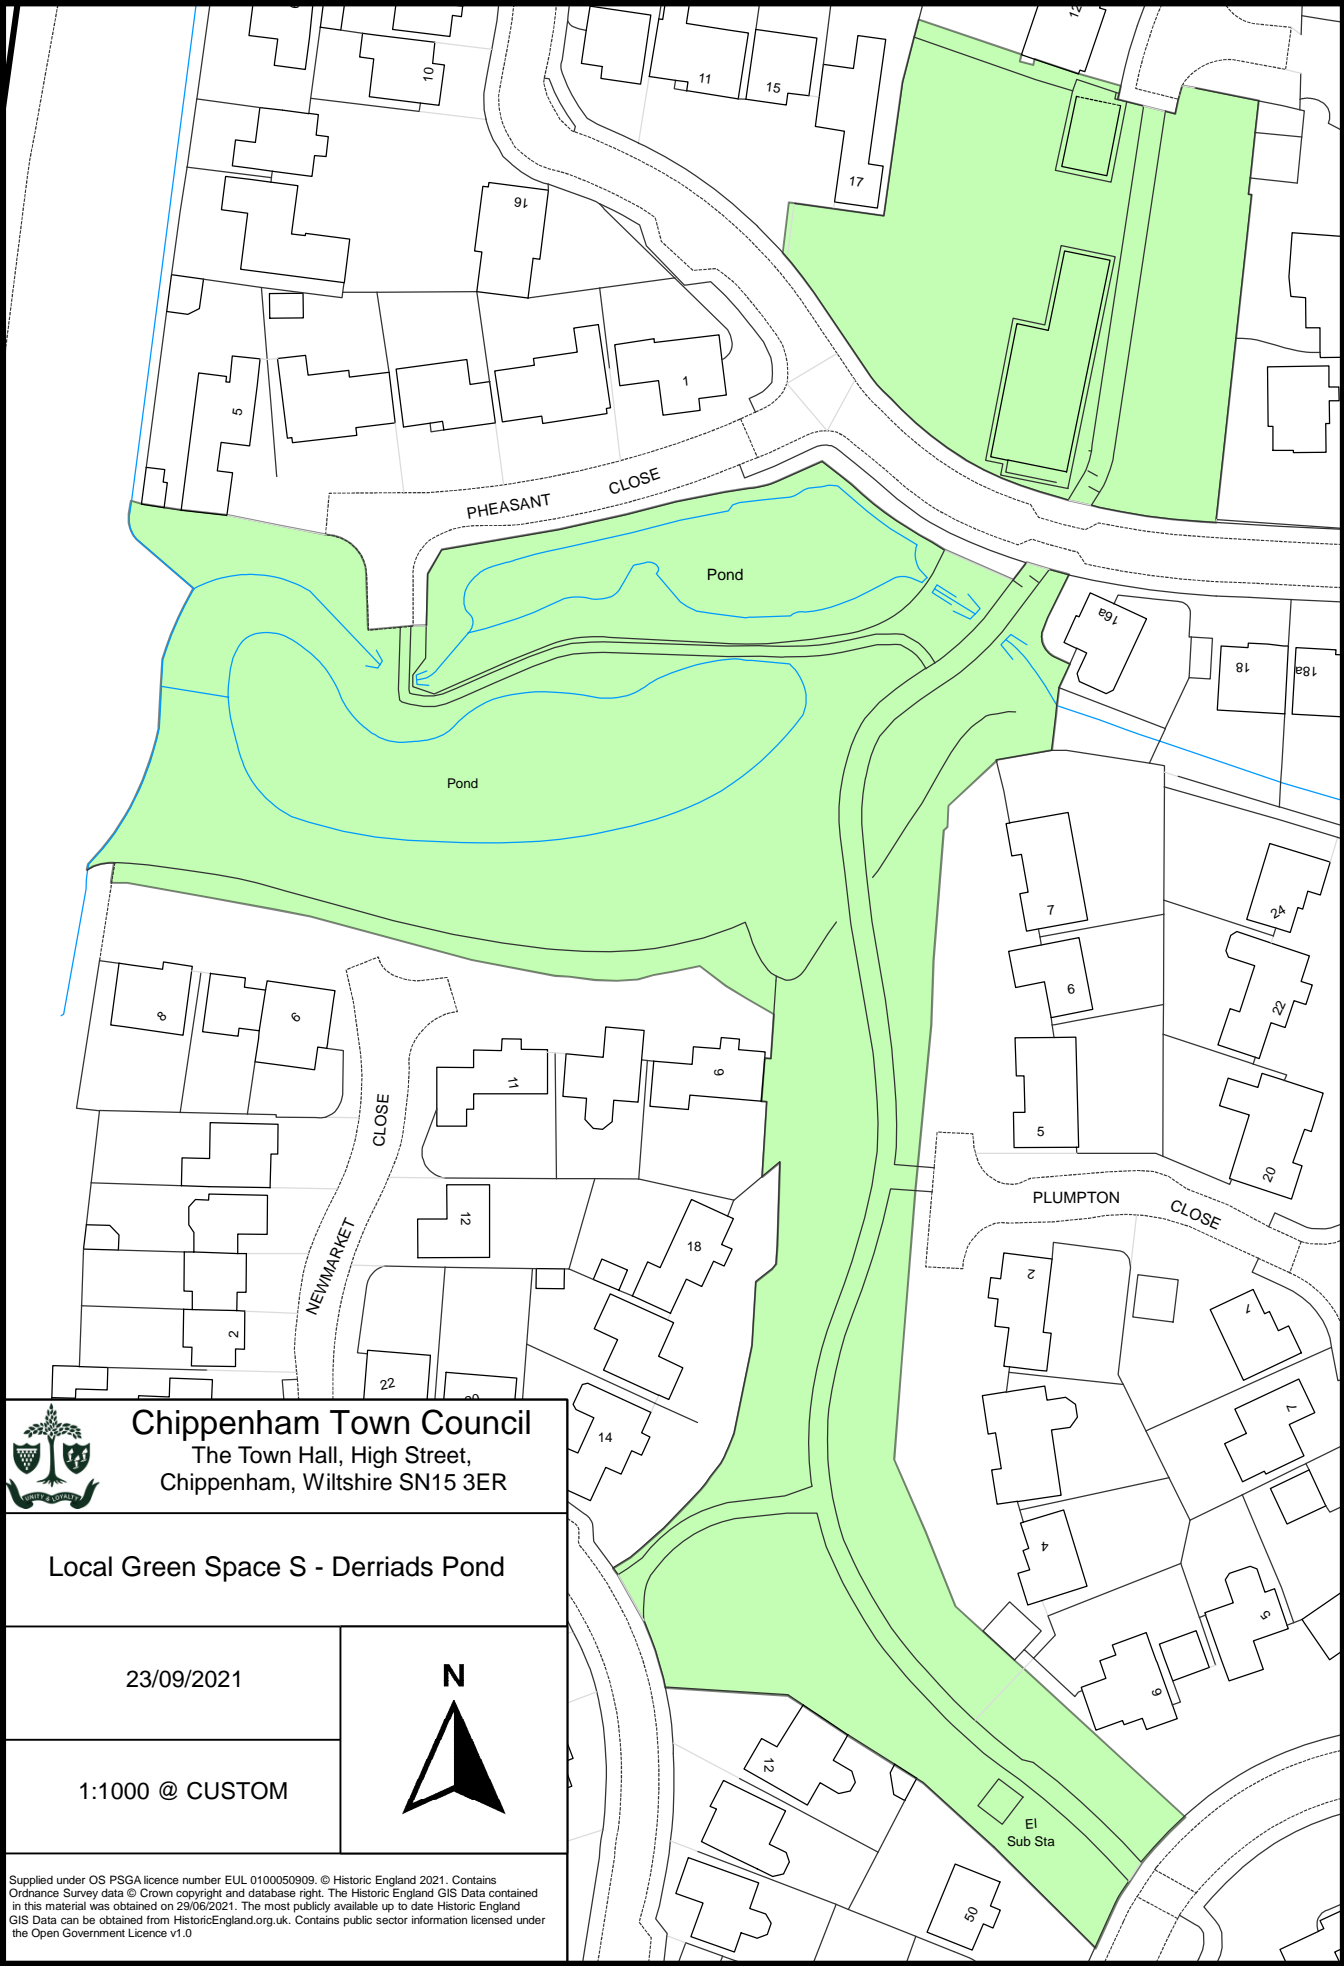 12
10
11
15
17
16
5
1
PHEASANT CLOSE
Pond
16a
18
18a
Pond
7
24
6
22
8
6
11
9
5
20
CLOSE
PLUMPTON CLOSE
12
18
NEWMARKET
2
1
2
22
20
14
7
4
5
9
12
El
Sub Sta
50
Chippenham Town Council
The Town Hall, High Street,
Chippenham, Wiltshire SN15 3ER
UNITY & LOYALTY
Local Green Space S - Derriads Pond
23/09/2021
N
1:1000 @ CUSTOM
Supplied under OS PSGA licence number EUL 0100050909. © Historic England 2021. Contains
Ordnance Survey data © Crown copyright and database right. The Historic England GIS Data contained
in this material was obtained on 29/06/2021. The most publicly available up to date Historic England
GIS Data can be obtained from HistoricEngland.org.uk. Contains public sector information licensed under
the Open Government Licence v1.0